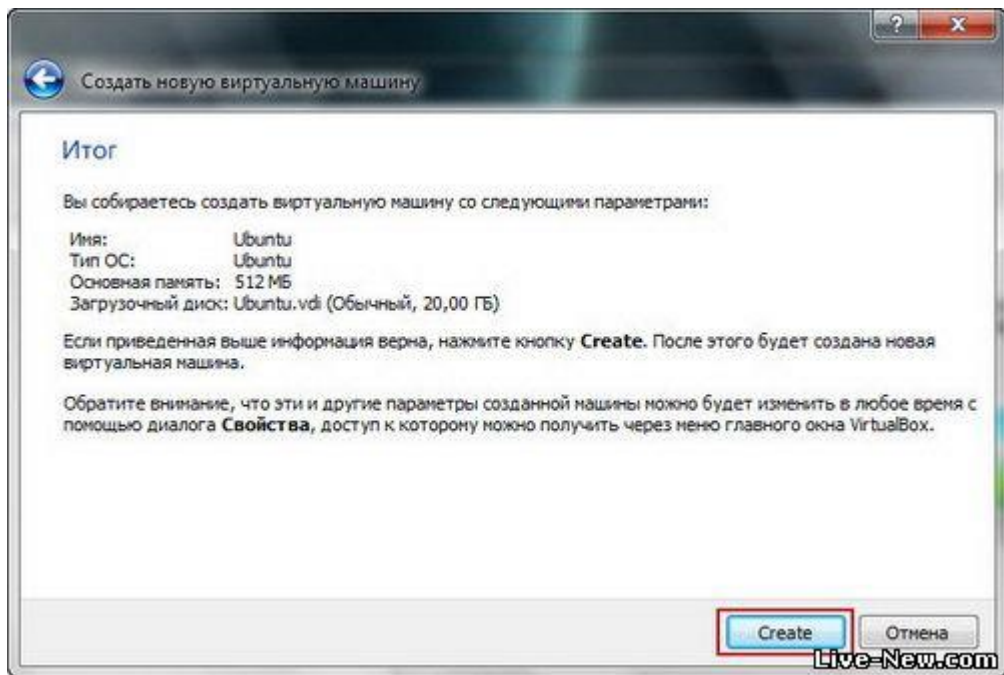 ?
Создать новую виртуальную машину
Итог
Вы собираетесь создать виртуальную машину со следующими параметрами:
Имя: Ubuntu
Тип ОС: Ubuntu
Основная память: 512 МБ
Загрузочный диск: Ubuntu.vdi (Обычный, 20,00 ГБ)
Если приведенная выше информация верна, нажмите кнопку Create. После этого будет создана новая
виртуальная машина.
Обратите внимание, что эти и другие параметры созданной машины можно будет изменить в любое время с
помощью диалога Свойства, доступ к которому можно получить через меню главного окна VirtualBox.
Create Отмена
Live-New.com